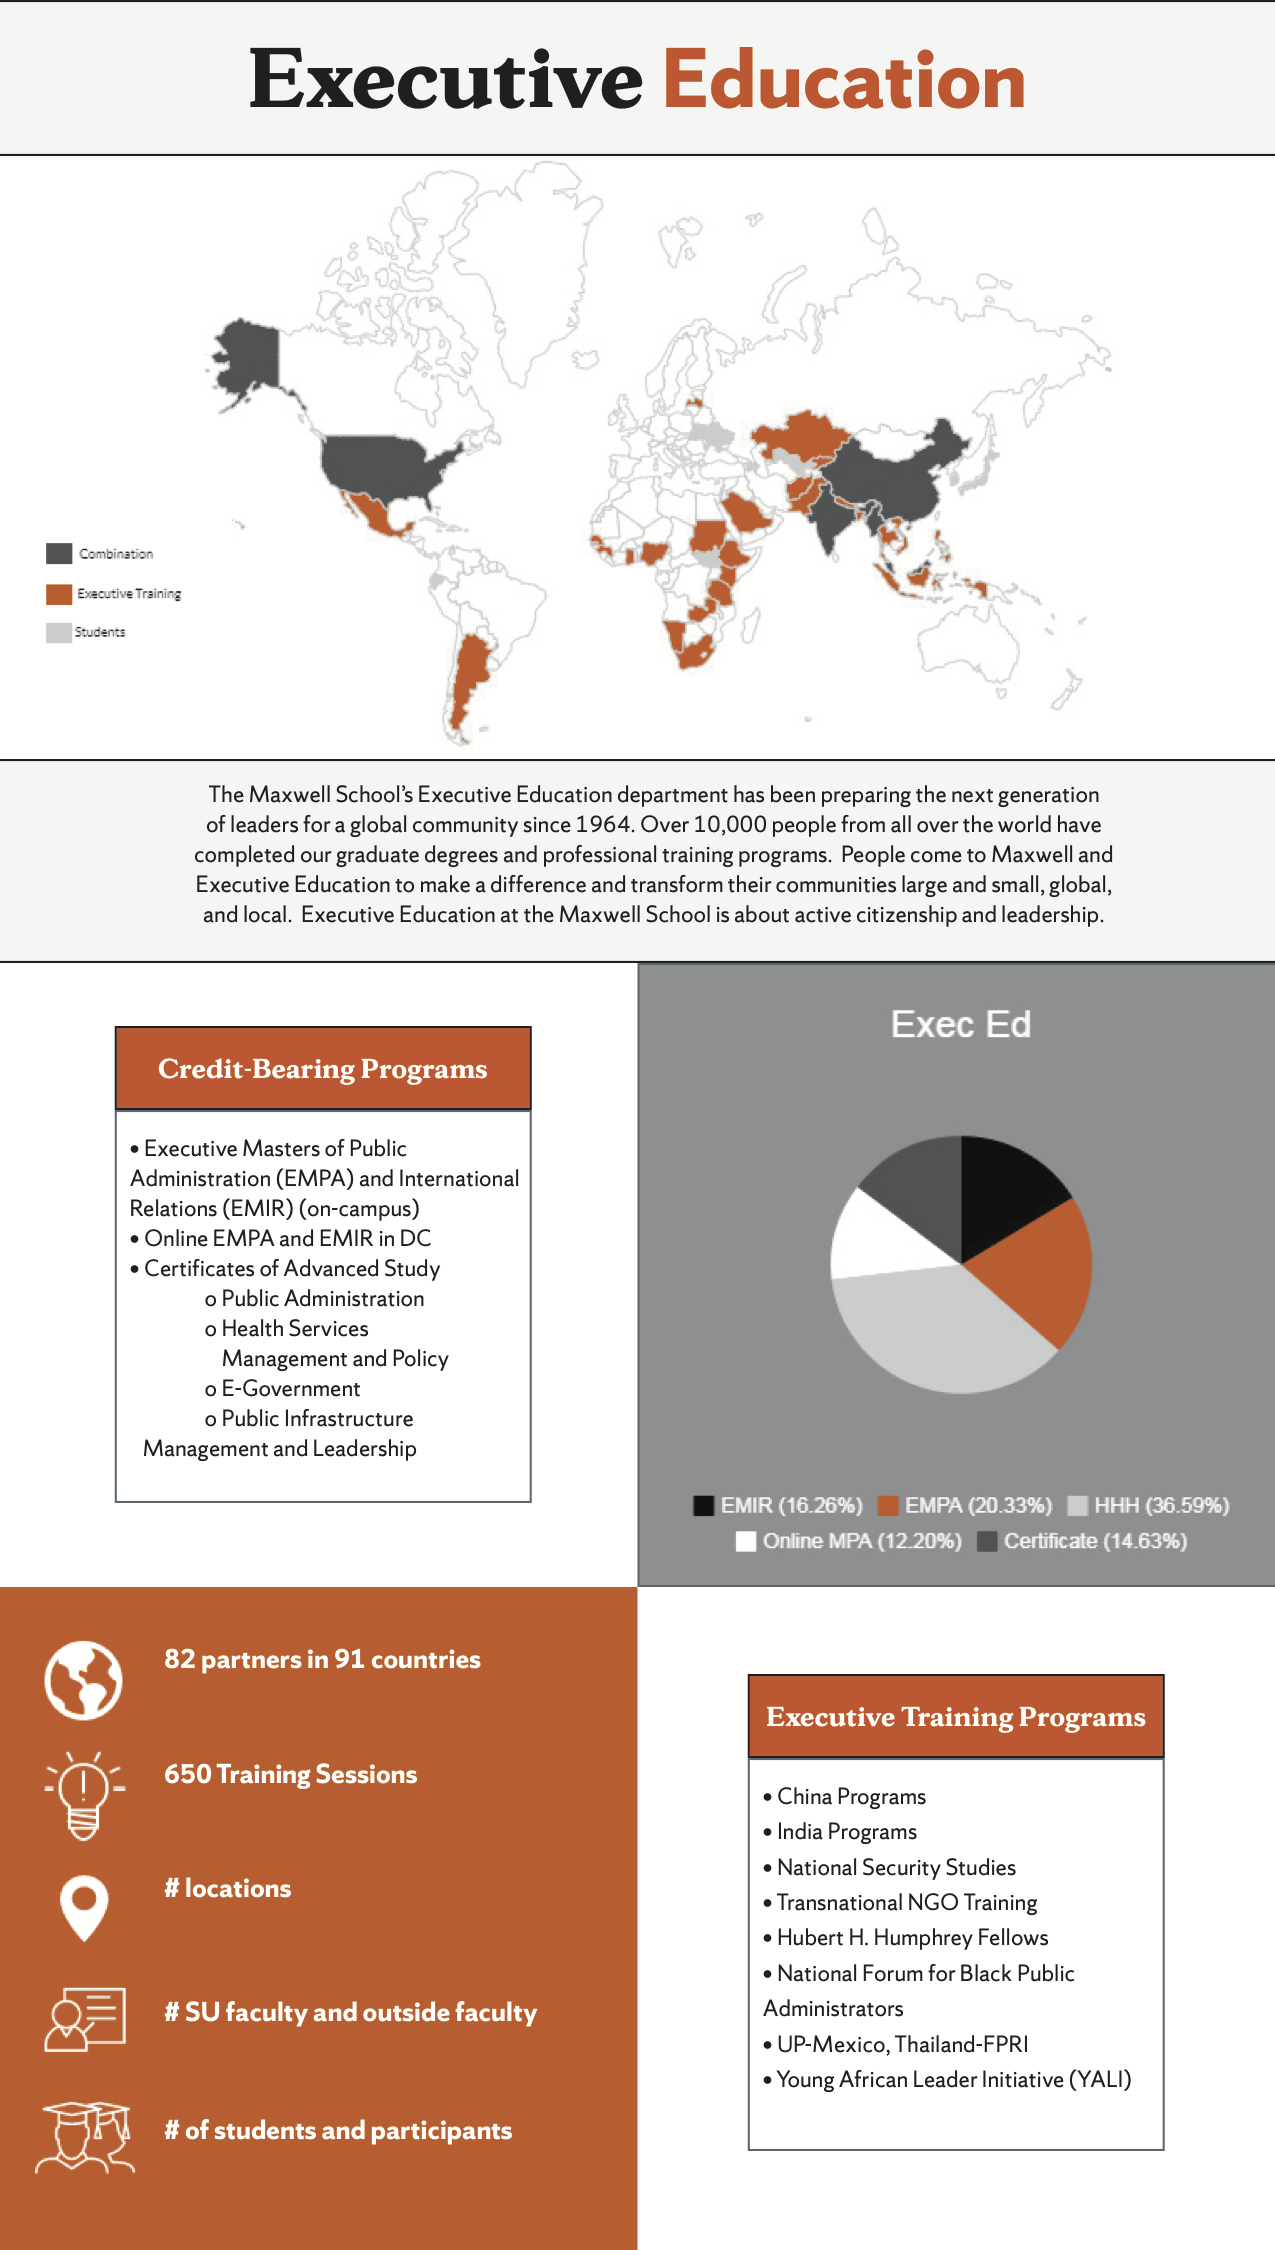 Executive Education
Combination
Executive Training
Students
The Maxwell School's Executive Education department has been preparing the next generation
of leaders for a global community since 1964. Over 10,000 people from all over the world have
completed our graduate degrees and professional training programs. People come to Maxwell and
Executive Education to make a difference and transform their communities large and small, global,
and local. Executive Education at the Maxwell School is about active citizenship and leadership.
Credit-Bearing Programs
• Executive Masters of Public
Administration (EMPA) and International
Relations (EMIR) (on-campus)
• Online EMPA and EMIR in DC
• Certificates of Advanced Study
o Public Administration
o Health Services
Management and Policy
o E-Government
o Public Infrastructure
Management and Leadership
Exec Ed
EMIR (16.26%) EMPA (20.33%) HHH (36.59%)
Online MPA (12.20%) Certificate (14.63%)
82 partners in 91 countries
650 Training Sessions
# locations
# SU faculty and outside faculty
# of students and participants
Executive Training Programs
• China Programs
• India Programs
• National Security Studies
• Transnational NGO Training
• Hubert H. Humphrey Fellows
• National Forum for Black Public
Administrators
• UP-Mexico, Thailand-FPRI
• Young African Leader Initiative (YALI)